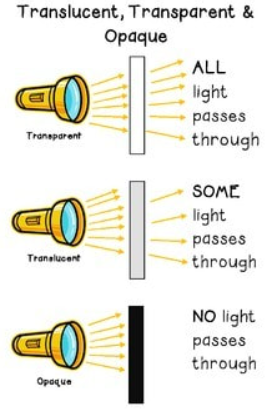 Translucent, Transparent &
Opaque
ALL
light
passes
through
Transparent
SOME
light
passes
through
Translucent
NO light
passes
through
Opaque